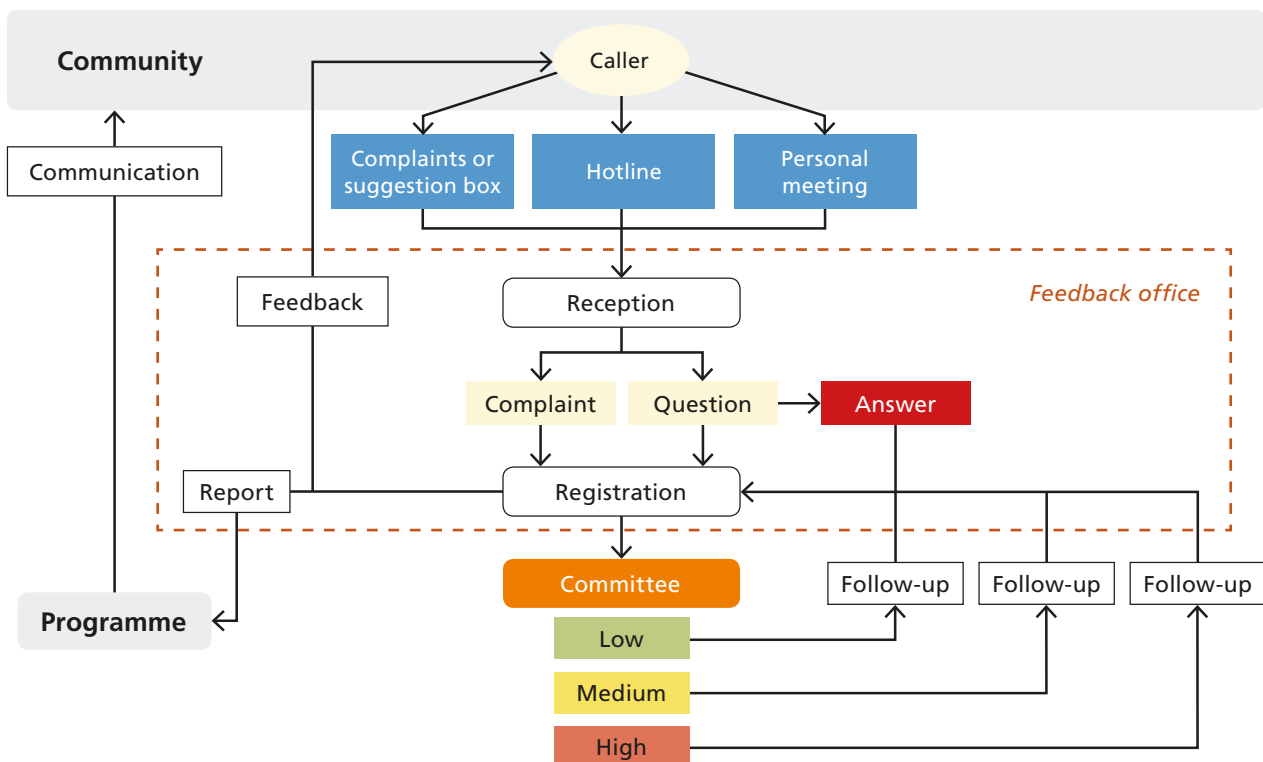 Community
Caller
Communication
Complaints or
suggestion box
Hotline
Personal
meeting
Feedback
Reception
Feedback office
Complaint
Question
Answer
Report
Registration
Committee
Follow-up
Follow-up
Follow-up
Programme
Low
Medium
High